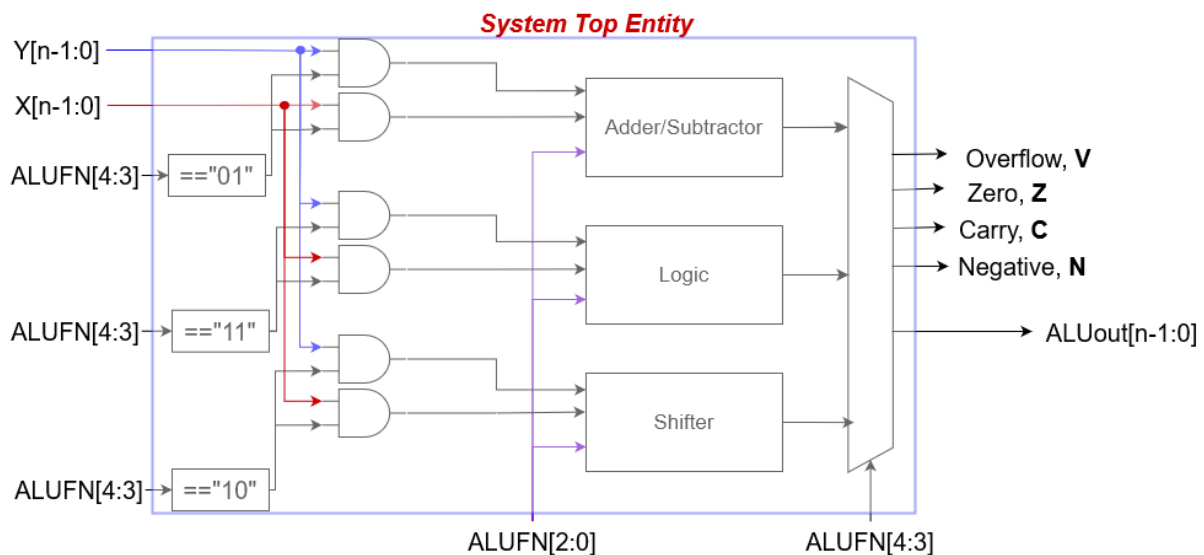 System Top Entity
Y[n-1:0]
X[n-1:0]
ALUFN[4:3]
=="01"
ALUFN[4:3]
=="11"
ALUFN[4:3]
=="10"
Adder/Subtractor
Logic
Shifter
Overflow, V
Zero, Z
Carry, C
Negative, N
ALUout[n-1:0]
ALUFN[2:0]
ALUFN[4:3]